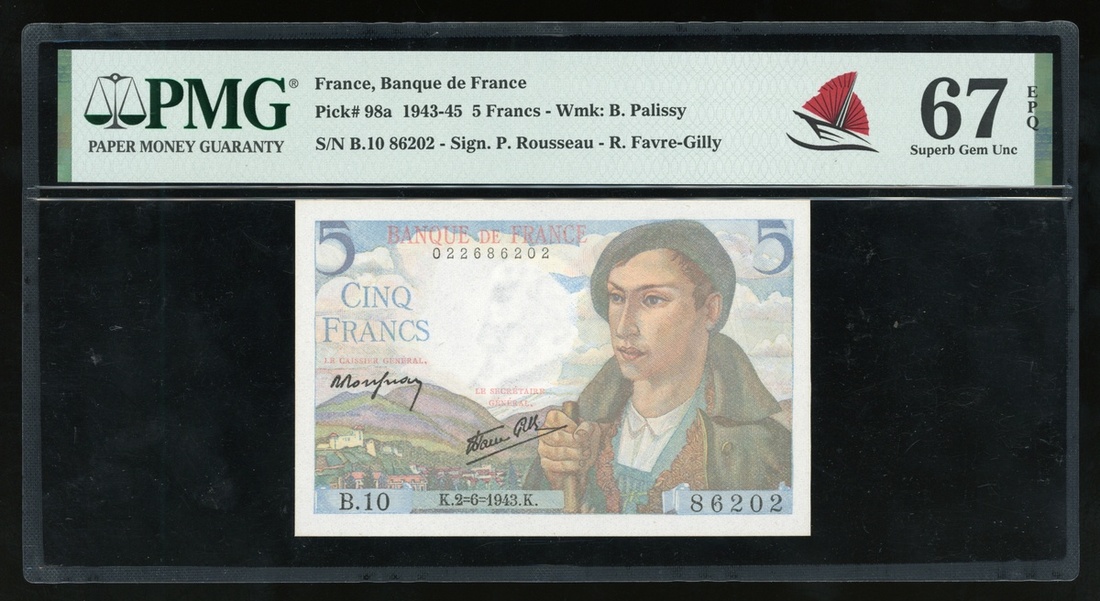 PMG®
PAPER MONEY GUARANTY
France, Banque de France
Pick# 98a 1943-45 5 Francs - Wmk: B. Palissy
S/N B.10 86202 - Sign. P. Rousseau - R. Favre-Gilly
67 EPQ
Superb Gem Unc
5 BANQUE DE FRANCE 5
022686202
CINQ
FRANCS
LE CAISSIER GÉNÉRAL,
LE SECRÉTAIRE
GÉNÉRAL,
B.10 K.2=6=1943.K. 86202